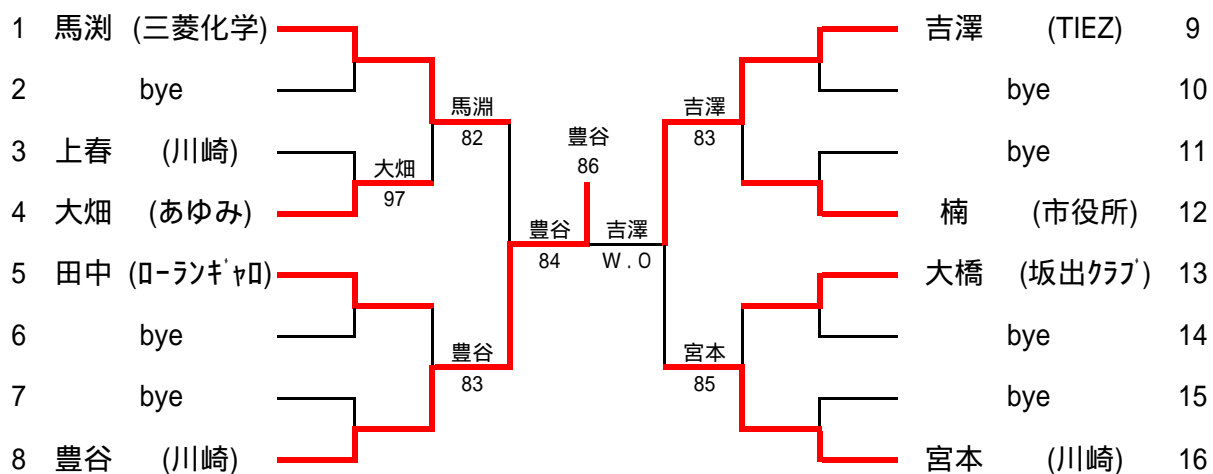 1 馬渕 (三菱化学)
2 bye
3 上春 (川崎)
4 大畑 (あゆみ)
5 田中 (ﾛｰﾗﾝｷﾞｬﾛ)
6 bye
7 bye
8 豊谷 (川崎)
大畑
97
馬淵
82
豊谷
83
豊谷
84
豊谷
86
吉澤
W . O
吉澤
83
宮本
85
吉澤 (TIEZ) 9
bye 10
bye 11
楠 (市役所) 12
大橋 (坂出ｸﾗﾌﾞ) 13
bye 14
bye 15
宮本 (川崎) 16